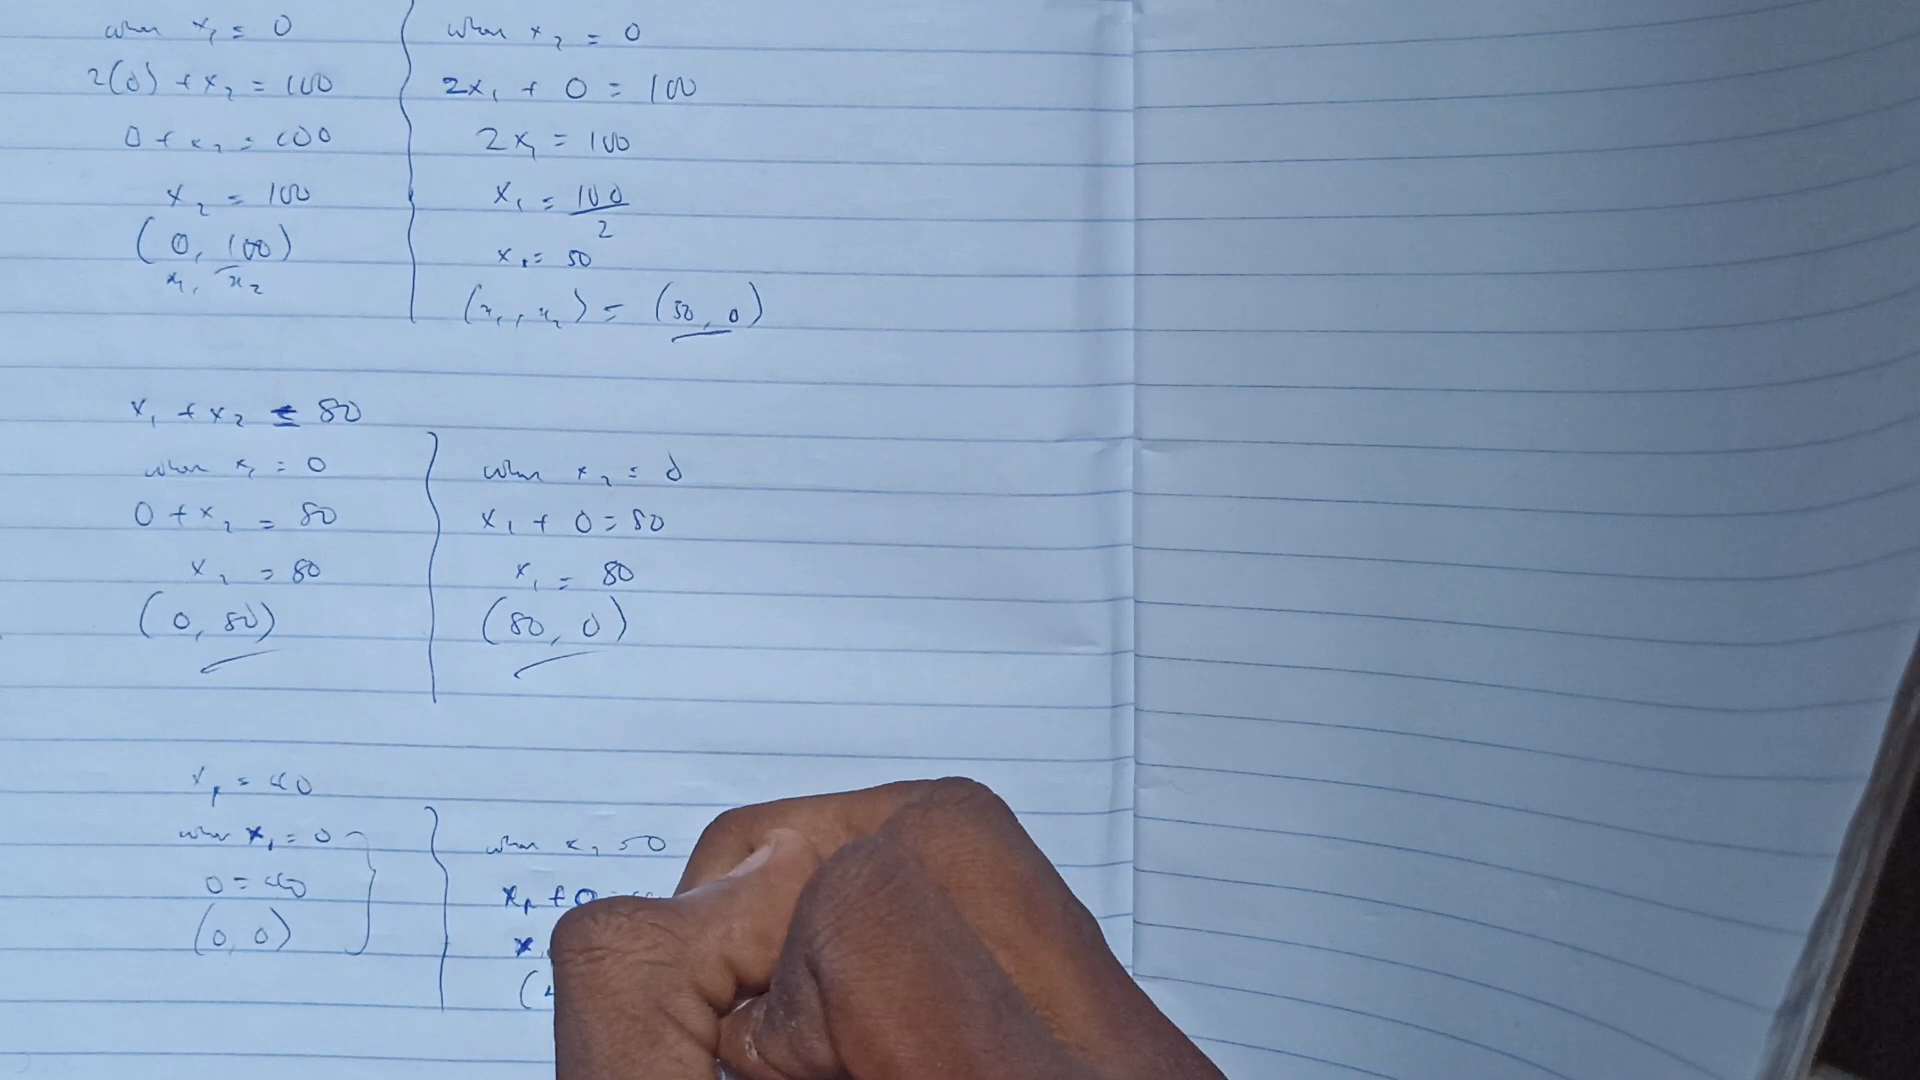 when x₁ = 0
2(0) + x₂ = 100
0 + x₂ = 100
x₂ = 100
(0, 100)
x₁, x₂
when x₂ = 0
2x₁ + 0 = 100
2x₁ = 100
x₁ = 100/2
x₁ = 50
(x₁, x₂) = (50, 0)
x₁ + x₂ ≤ 80
when x₁ = 0
0 + x₂ = 80
x₂ = 80
(0, 80)
when x₂ = 0
x₁ + 0 = 80
x₁ = 80
(80, 0)
x₁ = 40
when x₁ = 0
0 = 40
(0, 0)
when x₂ = 0
x₁ + 0
x
(